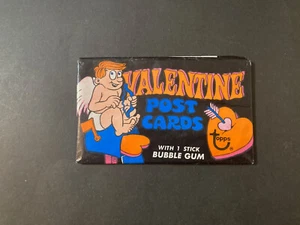 VALENTINE
POST
CARDS
WITH 1 STICK
BUBBLE GUM
topps
®